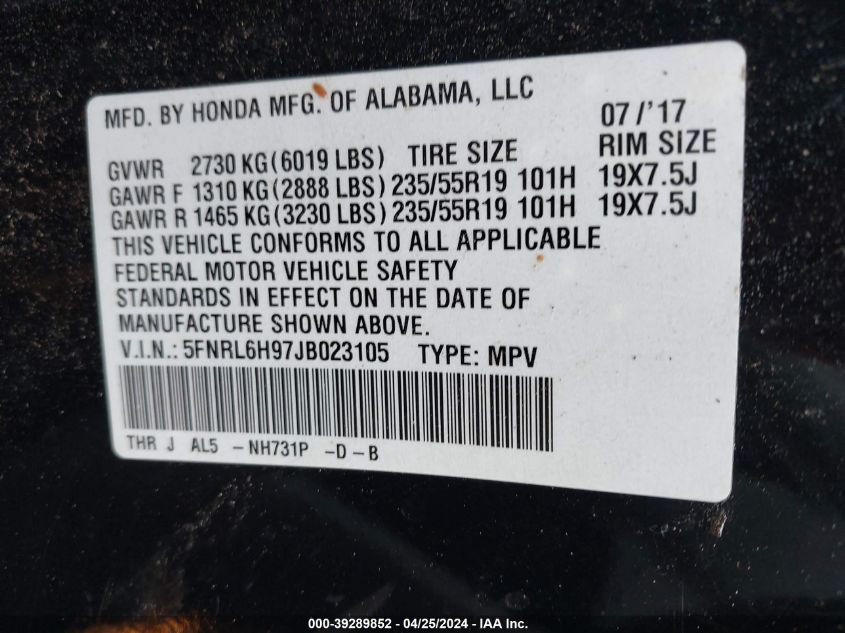 MFD. BY HONDA MFG. OF ALABAMA, LLC 07 /'17
GVWR 2730 KG(6019 LBS) TIRE SIZE RIM SIZE
GAWR F 1310 KG(2888 LBS) 235/55R19 101H 19X7.5J
GAWR R 1465 KG(3230 LBS) 235/55R19 101H 19X7.5J
THIS VEHICLE CONFORMS TO ALL APPLICABLE
FEDERAL MOTOR VEHICLE SAFETY
STANDARDS IN EFFECT ON THE DATE OF
MANUFACTURE SHOWN ABOVE.
V.I.N.: 5FNRL6H97JB023105 TYPE: MPV
THR J AL5 - NH731P - D - B
000-39289852 - 04/25/2024 - IAA Inc.